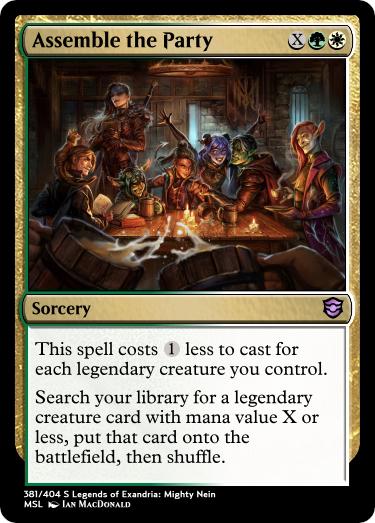 Assemble the Party X
Sorcery
This spell costs 1 less to cast for
each legendary creature you control.
Search your library for a legendary
creature card with mana value X or
less, put that card onto the
battlefield, then shuffle.
381/404 S Legends of Exandria: Mighty Nein
MSL Ian MacDonald